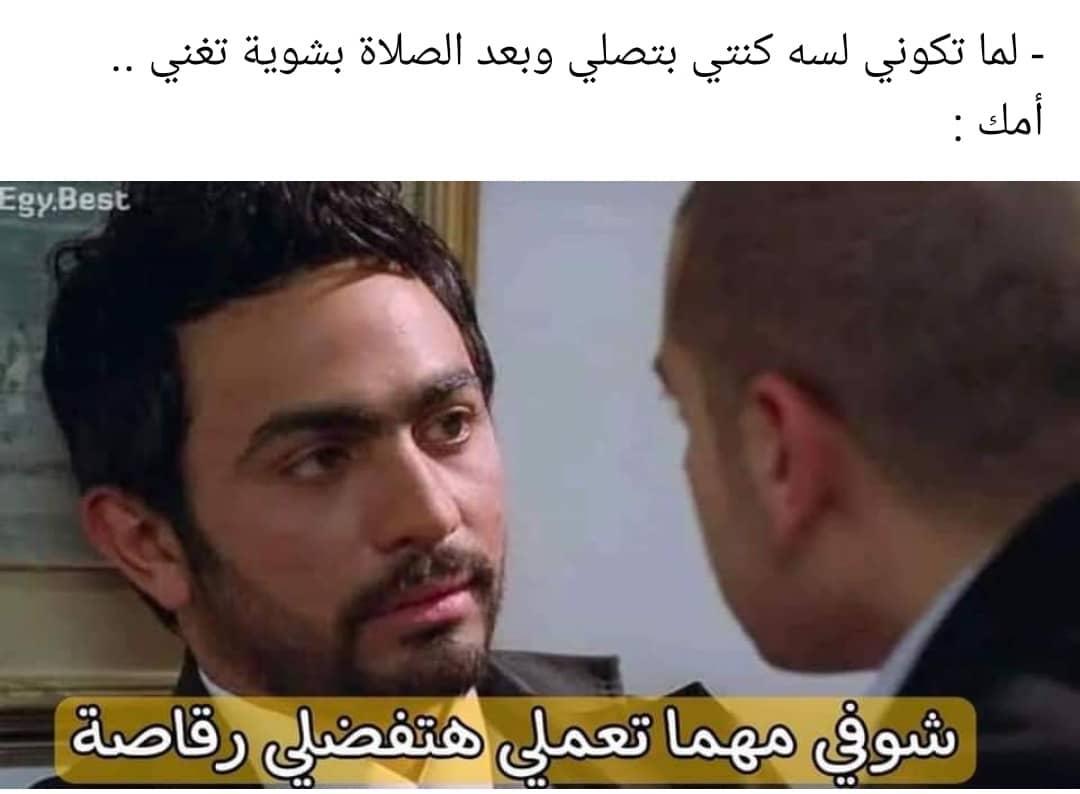 - لما تكوني لسه كنتي بتصلي وبعد الصلاة بشوية تغني ..
أمك :
Egy.Best
شوفي مهما تعملي هتفضلي رقاصة